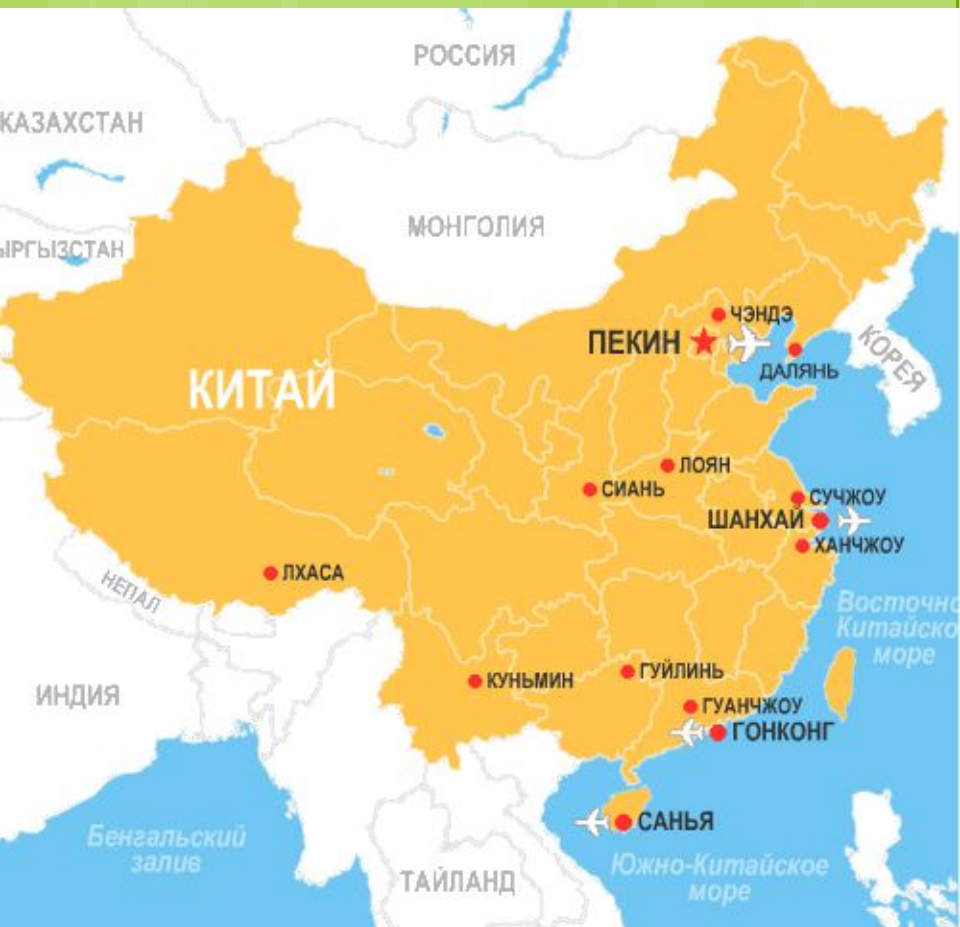 РОССИЯ
КАЗАХСТАН
МОНГОЛИЯ
ЫРГЫЗСТАН
ЧЭНДЭ
ПЕКИН
КОРЕЯ
ДАЛЯНЬ
КИТАЙ
ЛОЯН
СИАНЬ
СУЧЖОУ
ШАНХАЙ
ХАНЧЖОУ
ЛХАСА
НЕПАЛ
Восточно
Китайско
море
КУНЬМИН
ГУЙЛИНЬ
ИНДИЯ
ГУАНЧЖОУ
ГОНКОНГ
САНЬЯ
Бенгальский
залив
Южно-Китайское
море
ТАЙЛАНД